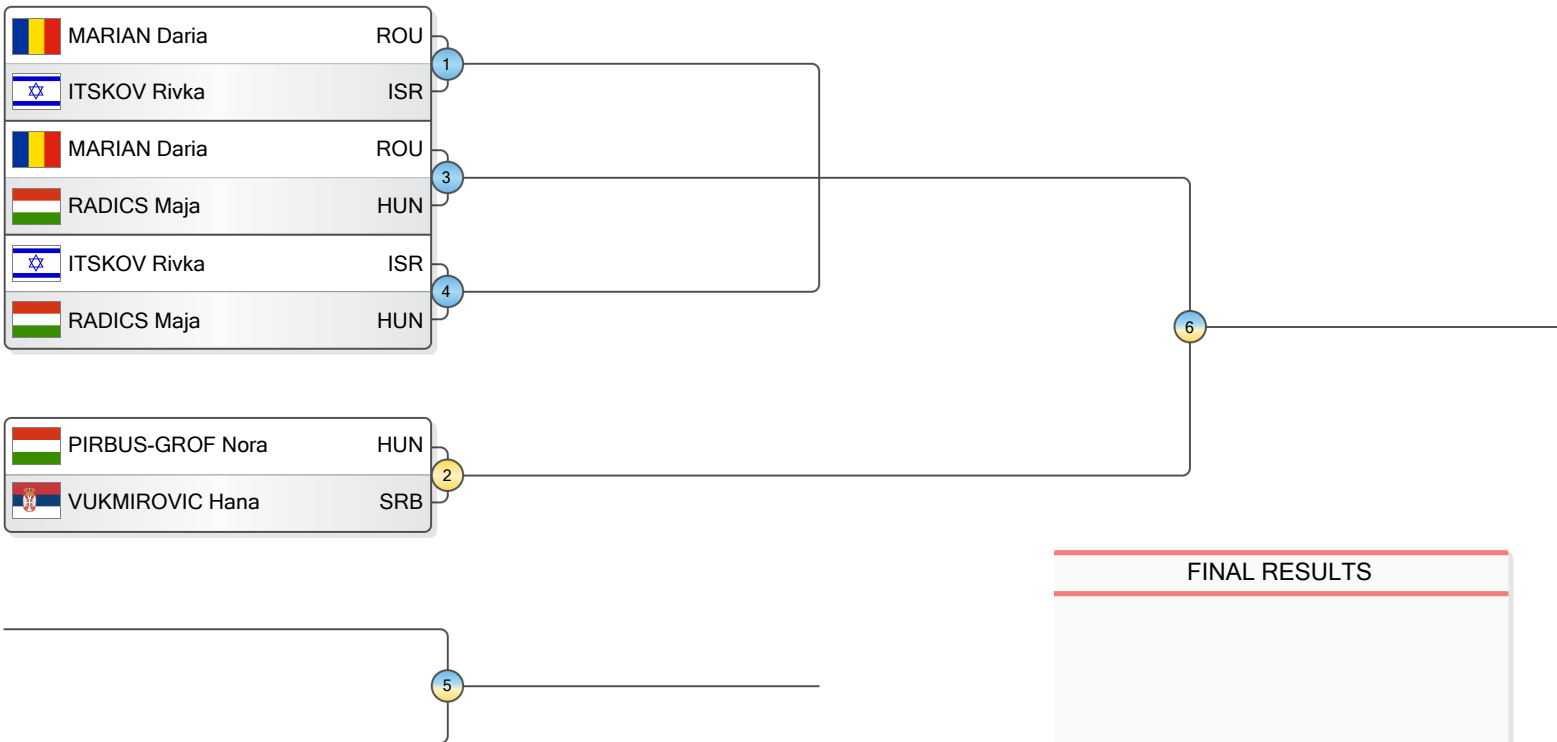 MARIAN Daria ROU
1
ITSKOV Rivka ISR
MARIAN Daria ROU
3
RADICS Maja HUN
ITSKOV Rivka ISR
4
RADICS Maja HUN
6
PIRBUS-GROF Nora HUN
2
VUKMIROVIC Hana SRB
FINAL RESULTS
5